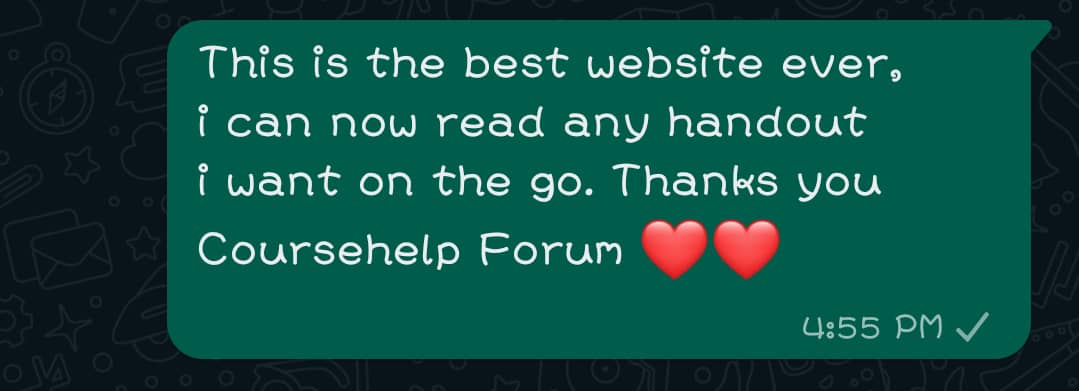 This is the best website ever,
i can now read any handout
i want on the go. Thanks you
Coursehelp Forum ❤️❤️
4:55 PM ✓